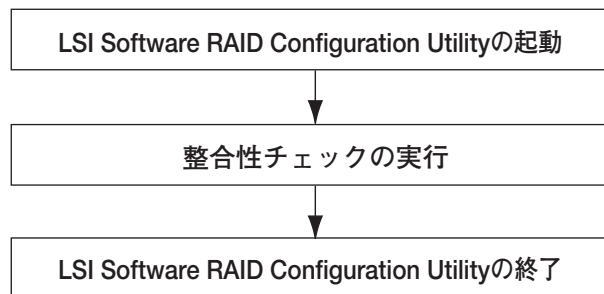 LSI Software RAID Configuration Utilityの起動
整合性チェックの実行
LSI Software RAID Configuration Utilityの終了